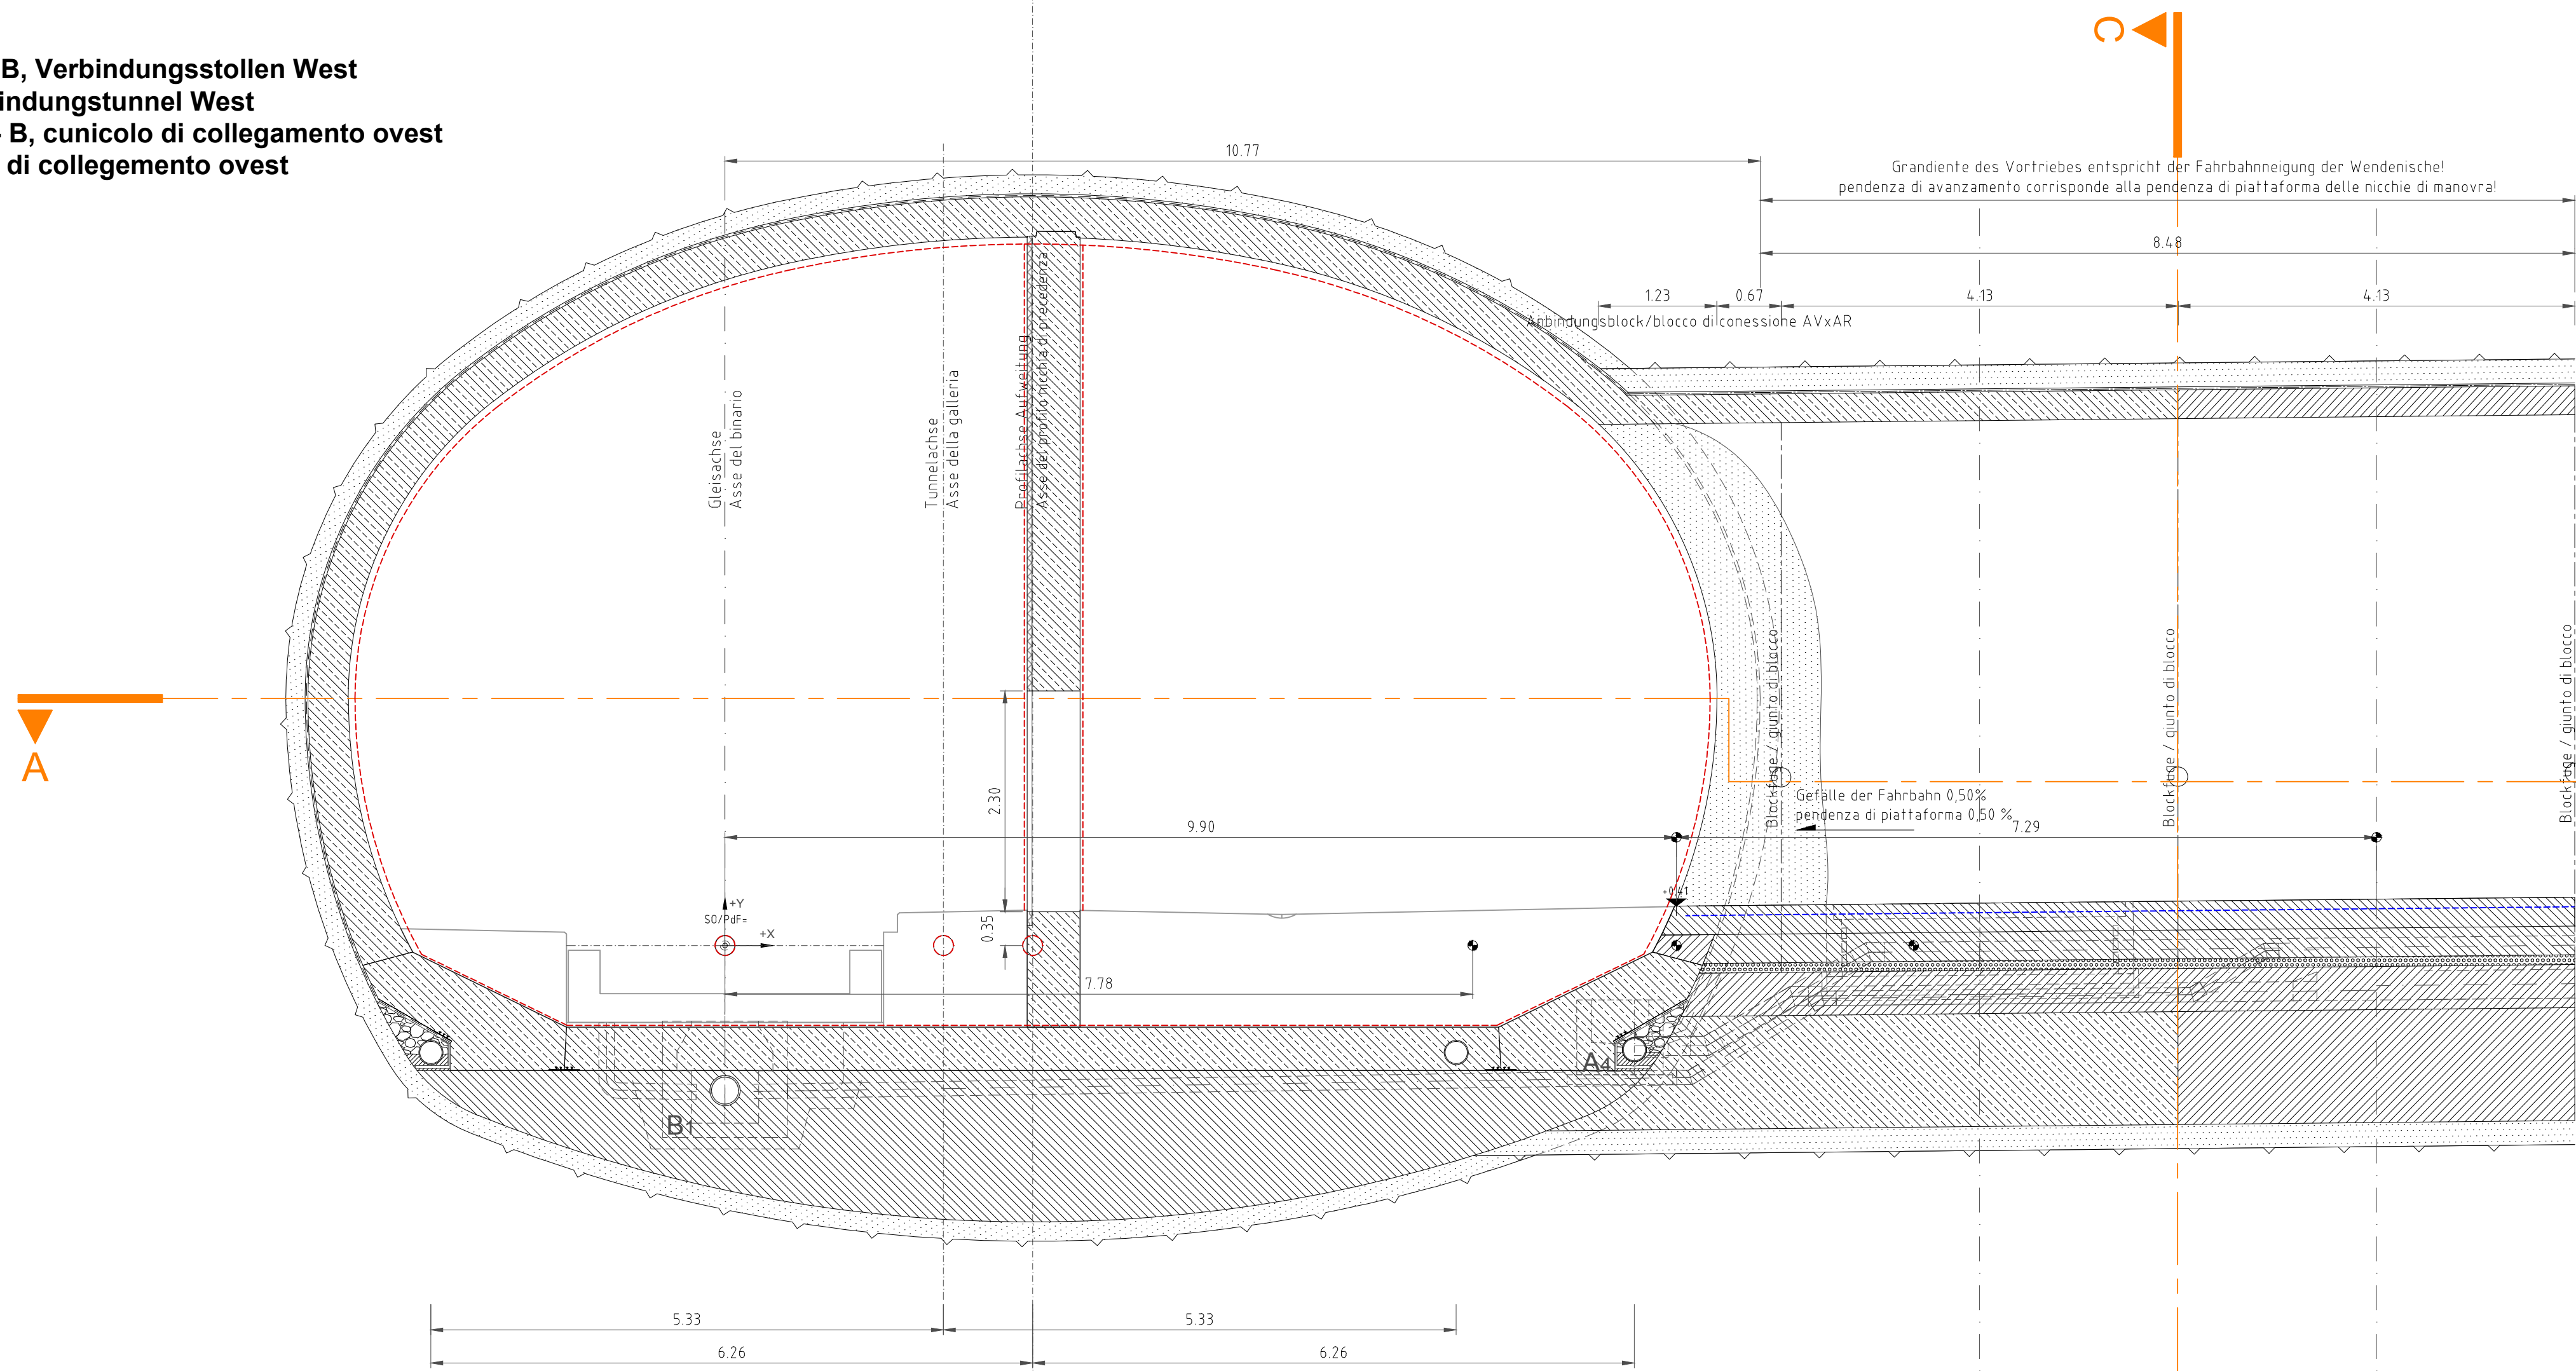 B, Verbindungsstollen West
indungstunnel West
B, cunicolo di collegamento ovest
di collegemento ovest
C
10.77
Grandiente des Vortriebes entspricht der Fahrbahnneigung der Wendenische!
pendenza di avanzamento corrisponde alla pendenza di piattaforma delle nicchie di manovra!
8.48
1.23
0.67
4.13
4.13
Anbindungsblock/blocco di conessione AVxAR
Gleisachse
Asse del binario
Tunnelachse
Asse della galleria
Profilachse Aufweitung
Asse del profilo nicchia di precedenza
A
2.30
Blockfuge / giunto di blocco
Blockfuge / giunto di blocco
Blockfuge / giunto di blocco
Gefälle der Fahrbahn 0,50%
pendenza di piattaforma 0,50 %
9.90
7.29
+0.41
+Y
SO/PdF=
+X
0.35
7.78
A4
B1
5.33
5.33
6.26
6.26